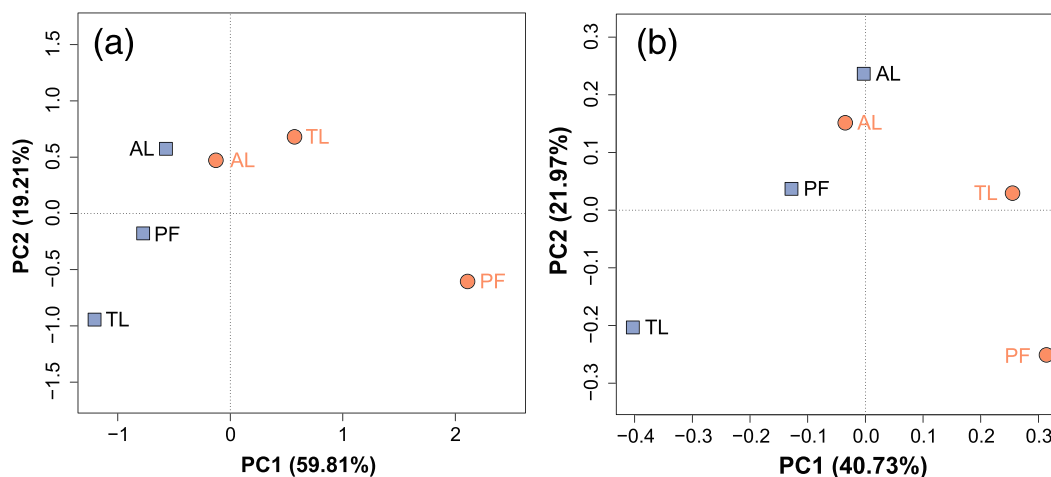 (a)
1.5
1.0
0.5
0.0
−0.5
−1.0
−1.5
PC2 (19.21%)
AL
AL
TL
PF
PF
TL
−1
0
1
2
PC1 (59.81%)
(b)
0.3
0.2
0.1
0.0
−0.1
−0.2
−0.3
PC2 (21.97%)
AL
AL
PF
TL
TL
PF
−0.4
−0.3
−0.2
−0.1
0.0
0.1
0.2
0.3
PC1 (40.73%)